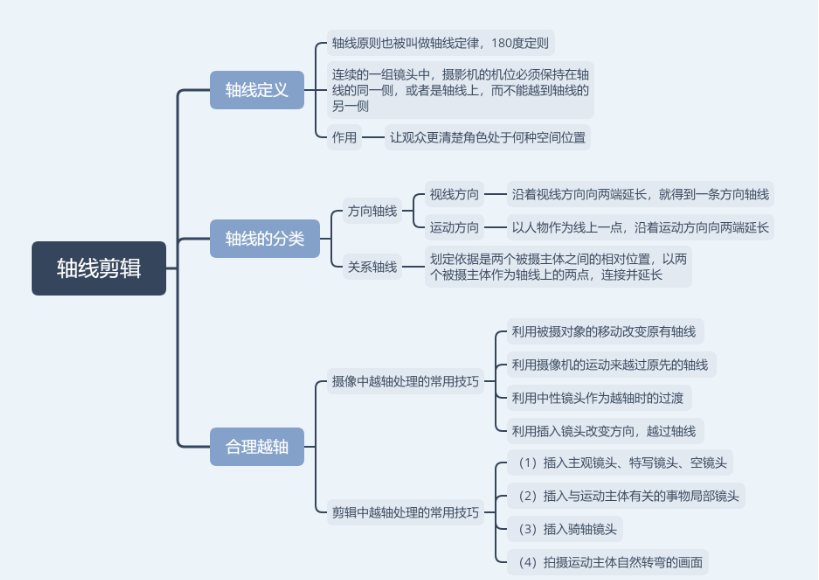 轴线剪辑
轴线定义
轴线原则也被叫做轴线定律，180度定则
连续的一组镜头中，摄影机的机位必须保持在轴
线的同一侧，或者是轴线上，而不能越到轴线的
另一侧
作用
让观众更清楚角色处于何种空间位置
轴线的分类
方向轴线
视线方向
沿着视线方向向两端延长，就得到一条方向轴线
运动方向
以人物作为线上一点，沿着运动方向向两端延长
关系轴线
划定依据是两个被摄主体之间的相对位置，以两
个被摄主体作为轴线上的两点，连接并延长
合理越轴
摄像中越轴处理的常用技巧
利用被摄对象的移动改变原有轴线
利用摄像机的运动来越过原先的轴线
利用中性镜头作为越轴时的过渡
利用插入镜头改变方向，越过轴线
剪辑中越轴处理的常用技巧
（1）插入主观镜头、特写镜头、空镜头
（2）插入与运动主体有关的事物局部镜头
（3）插入骑轴镜头
（4）拍摄运动主体自然转弯的画面